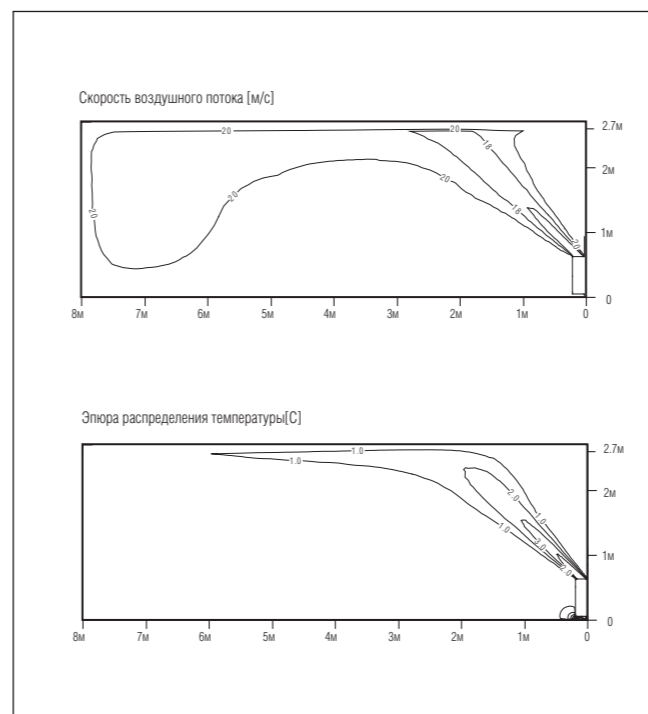 Скорость воздушного потока [м/с]
20
20
2.7м
18
2м
20
20
20
18
1м
20
0
8м 7м 6м 5м 4м 3м 2м 1м 0
Эпюра распределения температуры[C]
1.0
2.7м
1.0
2.0
2м
1.0
1.0
3.0
1м
2.0
0
8м 7м 6м 5м 4м 3м 2м 1м 0